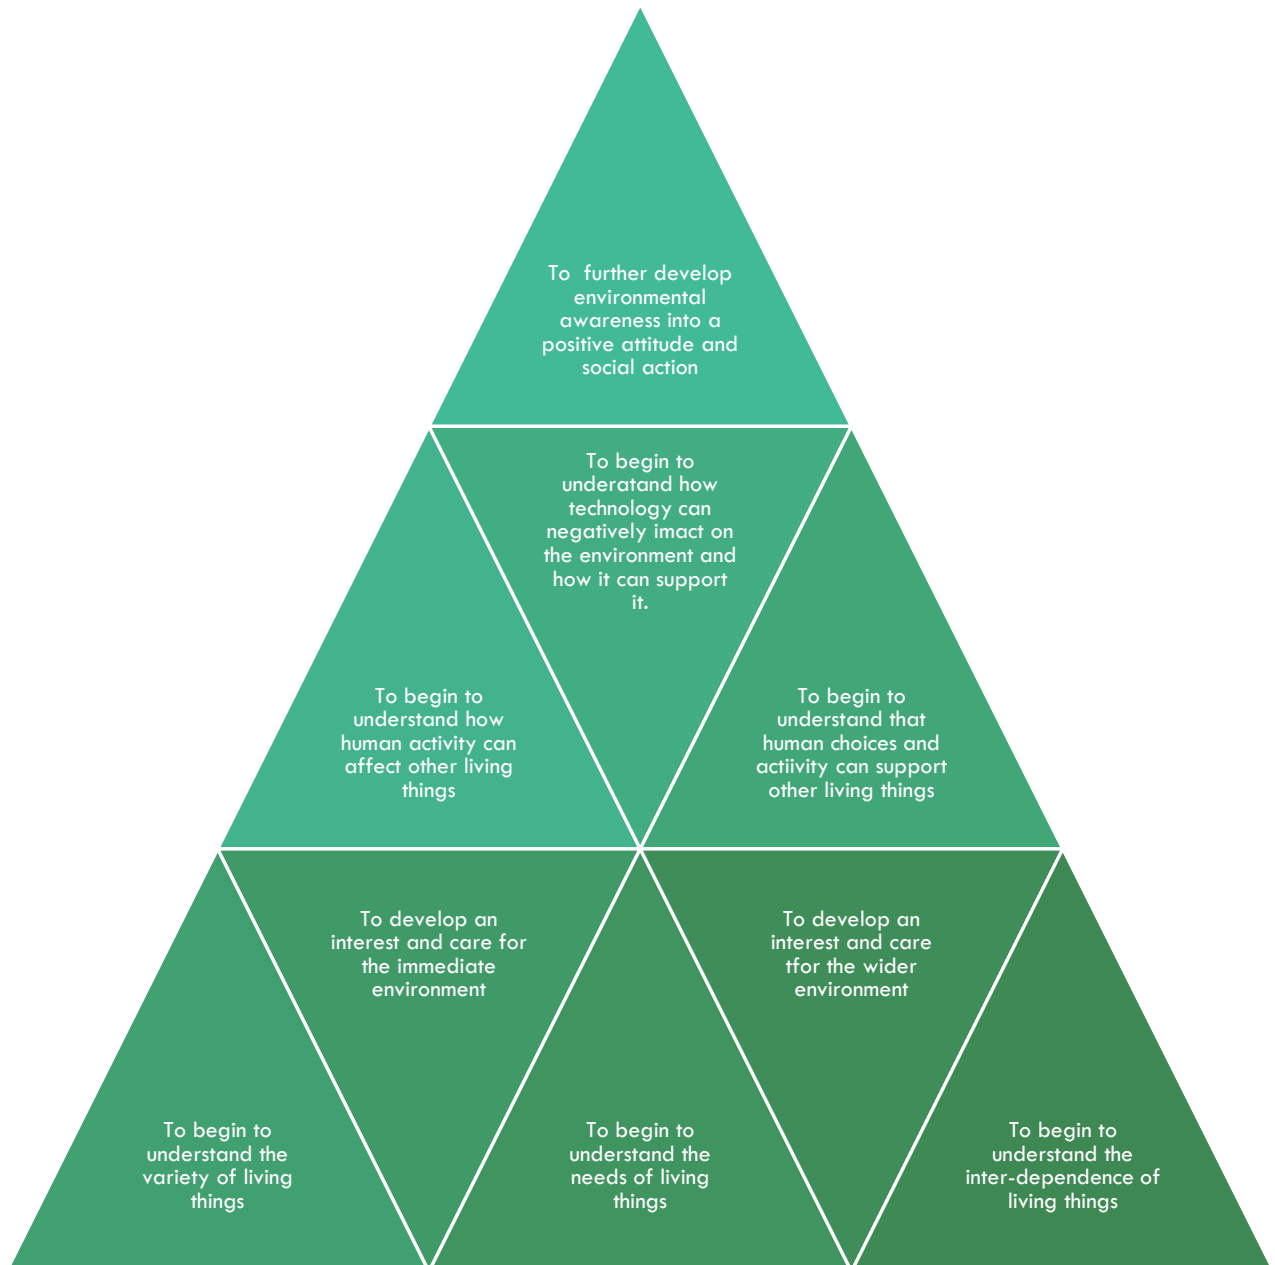 To  further develop
environmental
awareness into a
positive attitude and
social action
To begin to
underatand how
technology can
negatively imact on
the environment and
how it can support
it.
To begin to
understand how
human activity can
affect other living
things
To begin to
understand that
human choices and
actiivity can support
other living things
To develop an
interest and care for
the immediate
environment
To develop an
interest and care
tfor the wider
environment
To begin to
understand the
variety of living
things
To begin to
understand the
needs of living
things
To begin to
understand the
inter-dependence of
living things